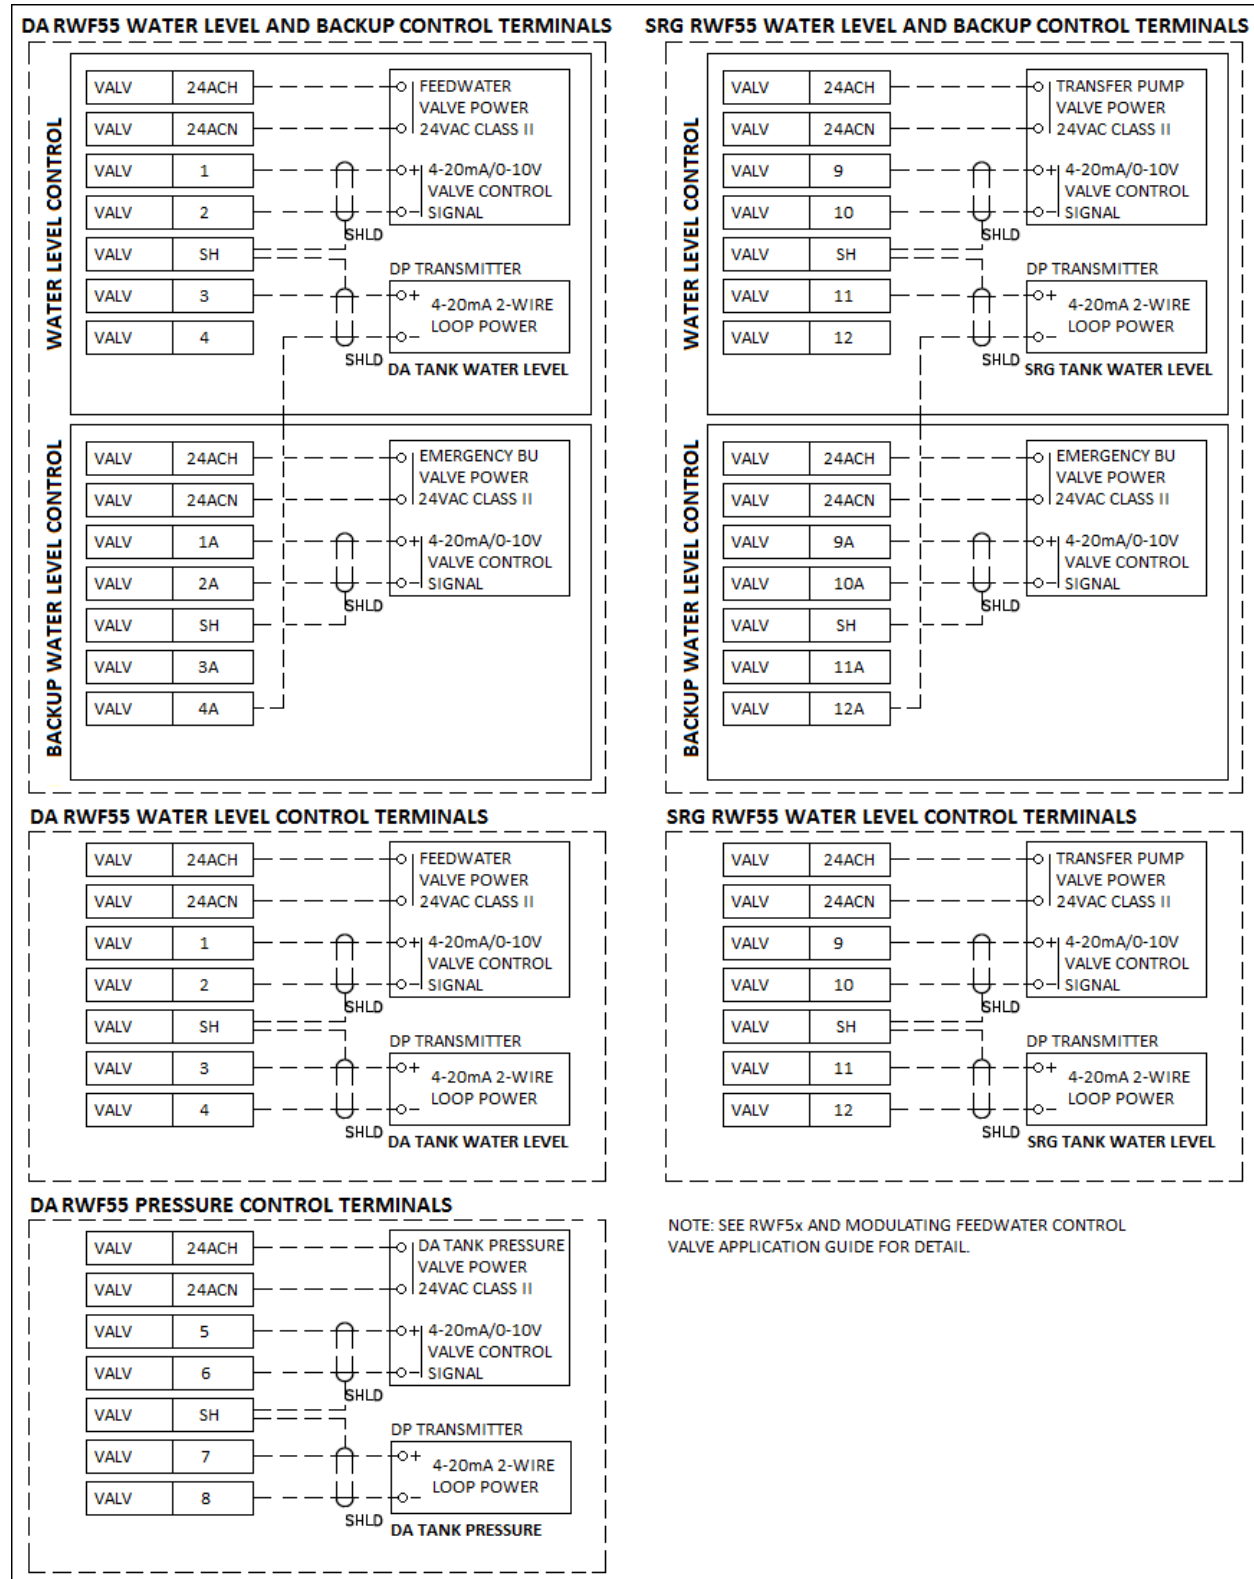 DA RWF55 WATER LEVEL AND BACKUP CONTROL TERMINALS
WATER LEVEL CONTROL
VALV 24ACH
VALV 24ACN
VALV 1
VALV 2
VALV SH
VALV 3
VALV 4
FEEDWATER
VALVE POWER
24VAC CLASS II
+ 4-20mA/0-10V
VALVE CONTROL
- SIGNAL
SHLD
DP TRANSMITTER
+ 4-20mA 2-WIRE
- LOOP POWER
SHLD
DA TANK WATER LEVEL
BACKUP WATER LEVEL CONTROL
VALV 24ACH
VALV 24ACN
VALV 1A
VALV 2A
VALV SH
VALV 3A
VALV 4A
EMERGENCY BU
VALVE POWER
24VAC CLASS II
+ 4-20mA/0-10V
VALVE CONTROL
- SIGNAL
SHLD
SRG RWF55 WATER LEVEL AND BACKUP CONTROL TERMINALS
WATER LEVEL CONTROL
VALV 24ACH
VALV 24ACN
VALV 9
VALV 10
VALV SH
VALV 11
VALV 12
TRANSFER PUMP
VALVE POWER
24VAC CLASS II
+ 4-20mA/0-10V
VALVE CONTROL
- SIGNAL
SHLD
DP TRANSMITTER
+ 4-20mA 2-WIRE
- LOOP POWER
SHLD
SRG TANK WATER LEVEL
BACKUP WATER LEVEL CONTROL
VALV 24ACH
VALV 24ACN
VALV 9A
VALV 10A
VALV SH
VALV 11A
VALV 12A
EMERGENCY BU
VALVE POWER
24VAC CLASS II
+ 4-20mA/0-10V
VALVE CONTROL
- SIGNAL
SHLD
DA RWF55 WATER LEVEL CONTROL TERMINALS
VALV 24ACH
VALV 24ACN
VALV 1
VALV 2
VALV SH
VALV 3
VALV 4
FEEDWATER
VALVE POWER
24VAC CLASS II
+ 4-20mA/0-10V
VALVE CONTROL
- SIGNAL
SHLD
DP TRANSMITTER
+ 4-20mA 2-WIRE
- LOOP POWER
SHLD
DA TANK WATER LEVEL
SRG RWF55 WATER LEVEL CONTROL TERMINALS
VALV 24ACH
VALV 24ACN
VALV 9
VALV 10
VALV SH
VALV 11
VALV 12
TRANSFER PUMP
VALVE POWER
24VAC CLASS II
+ 4-20mA/0-10V
VALVE CONTROL
- SIGNAL
SHLD
DP TRANSMITTER
+ 4-20mA 2-WIRE
- LOOP POWER
SHLD
SRG TANK WATER LEVEL
DA RWF55 PRESSURE CONTROL TERMINALS
VALV 24ACH
VALV 24ACN
VALV 5
VALV 6
VALV SH
VALV 7
VALV 8
DA TANK PRESSURE
VALVE POWER
24VAC CLASS II
+ 4-20mA/0-10V
VALVE CONTROL
- SIGNAL
SHLD
DP TRANSMITTER
+ 4-20mA 2-WIRE
- LOOP POWER
SHLD
DA TANK PRESSURE
NOTE: SEE RWF5x AND MODULATING FEEDWATER CONTROL
VALVE APPLICATION GUIDE FOR DETAIL.